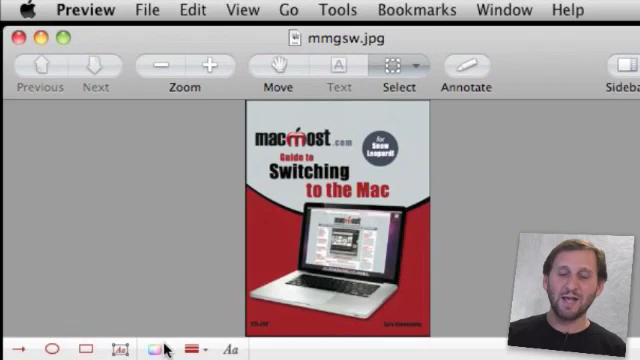 Preview File Edit View Go Tools Bookmarks Window Help
mmgsw.jpg
Previous Next Zoom Move Text Select Annotate Sideba
macmost.com
for
Snow
Leopard!
Guide to
Switching
to the Mac
Aa Aa